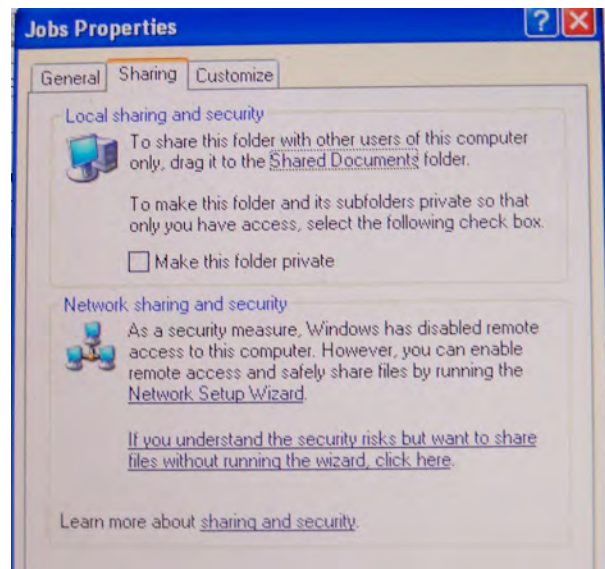 Jobs Properties
General Sharing Customize
Local sharing and security
To share this folder with other users of this computer
only, drag it to the Shared Documents folder.
To make this folder and its subfolders private so that
only you have access, select the following check box.
Make this folder private
Network sharing and security
As a security measure, Windows has disabled remote
access to this computer. However, you can enable
remote access and safely share files by running the
Network Setup Wizard.
If you understand the security risks but want to share
files without running the wizard, click here.
Learn more about sharing and security.